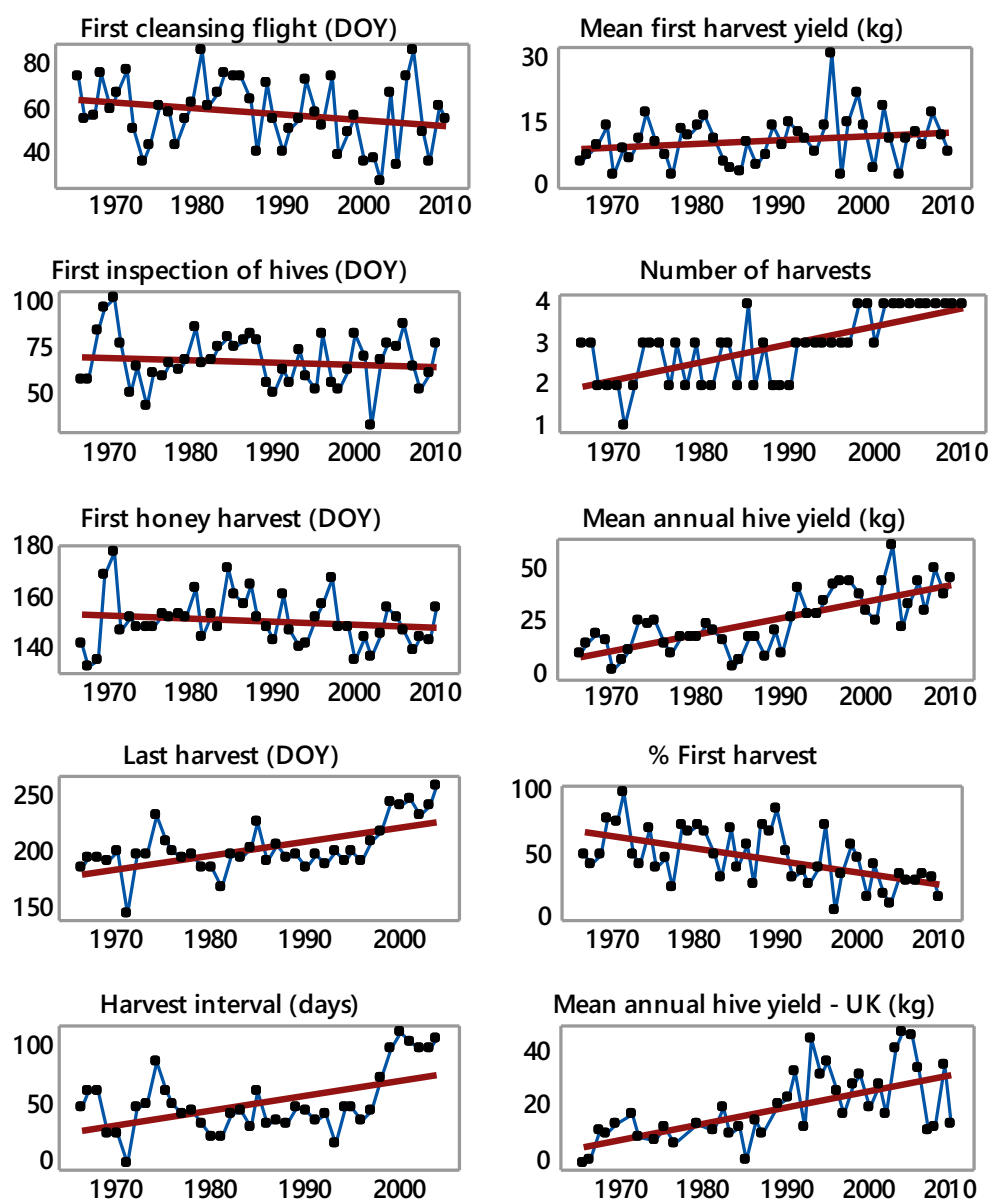 First cleansing flight (DOY)
80
60
40
1970 1980 1990 2000 2010
Mean first harvest yield (kg)
30
15
0
1970 1980 1990 2000 2010
First inspection of hives (DOY)
100
75
50
1970 1980 1990 2000 2010
Number of harvests
4
3
2
1
1970 1980 1990 2000 2010
First honey harvest (DOY)
180
160
140
1970 1980 1990 2000 2010
Mean annual hive yield (kg)
50
25
0
1970 1980 1990 2000 2010
Last harvest (DOY)
250
200
150
1970 1980 1990 2000
% First harvest
100
50
0
1970 1980 1990 2000 2010
Harvest interval (days)
100
50
0
1970 1980 1990 2000
Mean annual hive yield - UK (kg)
40
20
0
1970 1980 1990 2000 2010